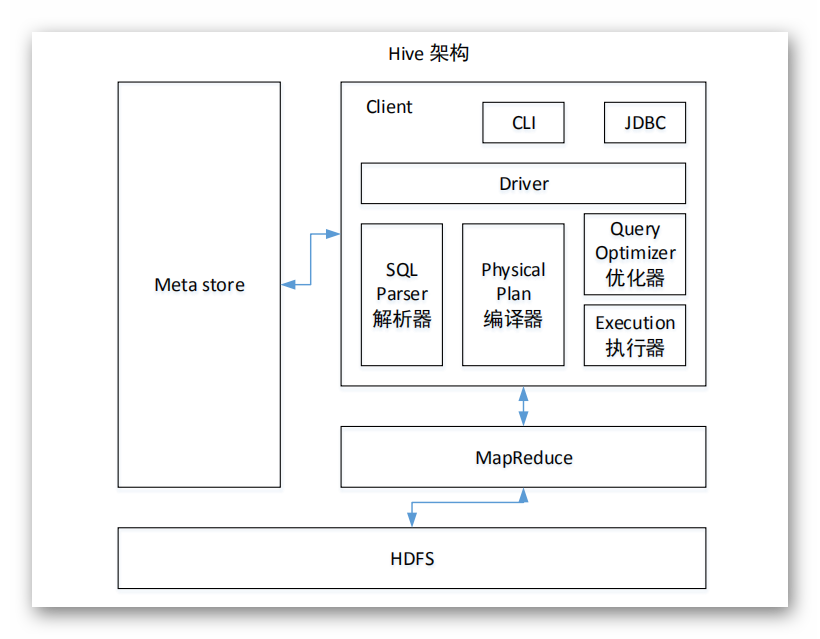 Hive 架构
Client
CLI
JDBC
Driver
Meta store
SQL
Parser
解析器
Physical
Plan
编译器
Query
Optimizer
优化器
Execution
执行器
MapReduce
HDFS